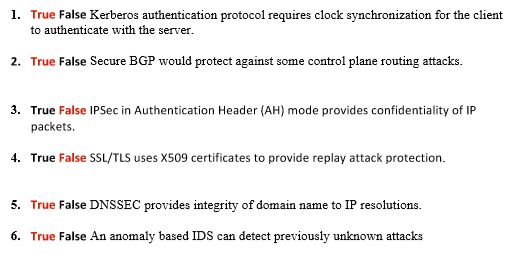 1. True False Kerberos authentication protocol requires clock synchronization for the client
to authenticate with the server.
2. True False Secure BGP would protect against some control plane routing attacks.
3. True False IPSec in Authentication Header (AH) mode provides confidentiality of IP
packets.
4. True False SSL/TLS uses X509 certificates to provide replay attack protection.
5. True False DNSSEC provides integrity of domain name to IP resolutions.
6. True False An anomaly based IDS can detect previously unknown attacks